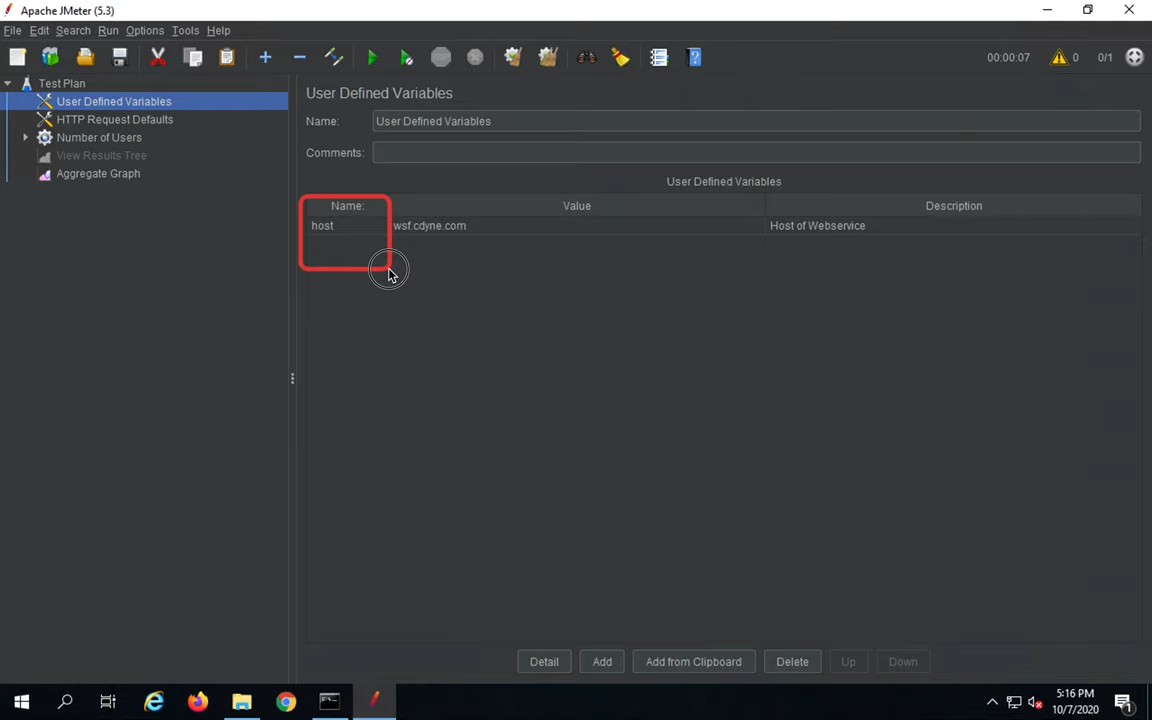 Apache JMeter (5.3)
File Edit Search Run Options Tools Help
00:00:07 0 0/1
Test Plan
User Defined Variables
HTTP Request Defaults
Number of Users
View Results Tree
Aggregate Graph
User Defined Variables
Name: User Defined Variables
Comments:
User Defined Variables
Name: Value Description
host wsf.cdyne.com Host of Webservice
Detail Add Add from Clipboard Delete Up Down
5:16 PM
10/7/2020
1